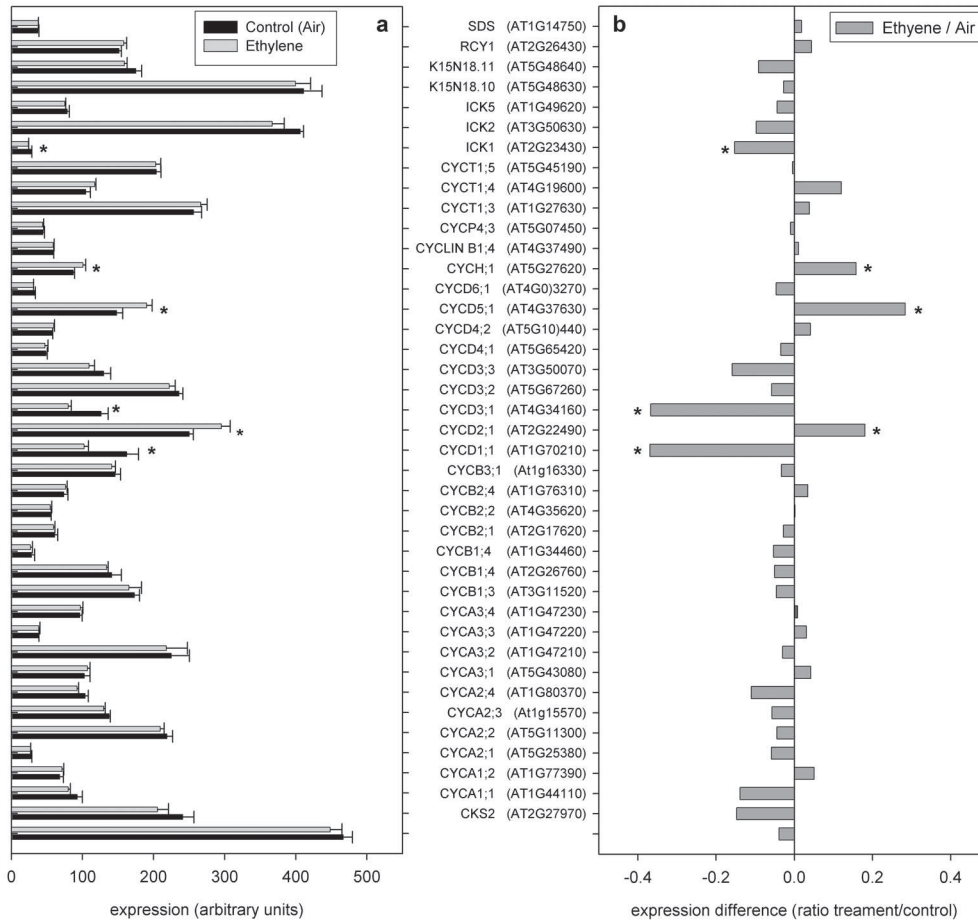 a
Control (Air)
Ethylene
SDS (AT1G14750)
RCY1 (AT2G26430)
K15N18.11 (AT5G48640)
K15N18.10 (AT5G48630)
ICK5 (AT1G49620)
ICK2 (AT3G50630)
ICK1 (AT2G23430)
CYCT1;5 (AT5G45190)
CYCT1;4 (AT4G19600)
CYCT1;3 (AT1G27630)
CYCP4;3 (AT5G07450)
CYCLIN B1;4 (AT4G37490)
CYCH;1 (AT5G27620)
CYCD6;1 (AT4G0)3270)
CYCD5;1 (AT4G37630)
CYCD4;2 (AT5G10)440)
CYCD4;1 (AT5G65420)
CYCD3;3 (AT3G50070)
CYCD3;2 (AT5G67260)
CYCD3;1 (AT4G34160)
CYCD2;1 (AT2G22490)
CYCD1;1 (AT1G70210)
CYCB3;1 (At1g16330)
CYCB2;4 (AT1G76310)
CYCB2;2 (AT4G35620)
CYCB2;1 (AT2G17620)
CYCB1;4 (AT1G34460)
CYCB1;4 (AT2G26760)
CYCB1;3 (AT3G11520)
CYCA3;4 (AT1G47230)
CYCA3;3 (AT1G47220)
CYCA3;2 (AT1G47210)
CYCA3;1 (AT5G43080)
CYCA2;4 (AT1G80370)
CYCA2;3 (At1g15570)
CYCA2;2 (AT5G11300)
CYCA2;1 (AT5G25380)
CYCA1;2 (AT1G77390)
CYCA1;1 (AT1G44110)
CKS2 (AT2G27970)
*
*
*
*
*
*
0 100 200 300 400 500
expression (arbitrary units)
b
Ethyene / Air
*
*
*
*
*
*
-0.4 -0.2 0.0 0.2 0.4
expression difference (ratio treament/control)